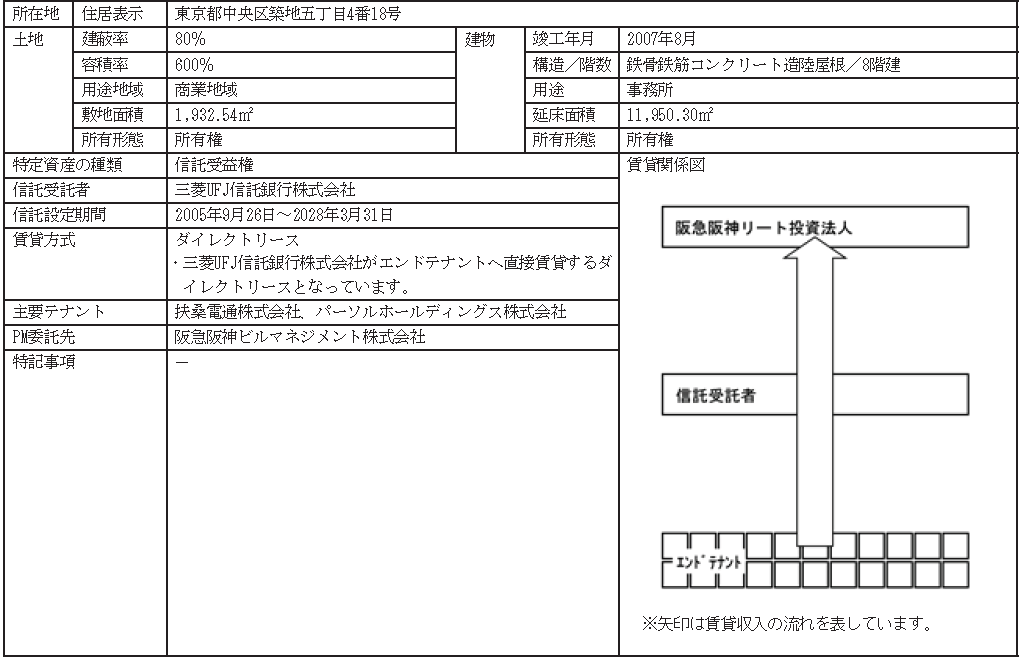 所在地 住居表示 東京都中央区築地五丁目4番18号
土地 建蔽率 80% 建物 竣工年月 2007年8月
容積率 600% 構造／階数 鉄骨鉄筋コンクリート造陸屋根／8階建
用途地域 商業地域 用途 事務所
敷地面積 1,932.54㎡ 延床面積 11,950.30㎡
所有形態 所有権 所有形態 所有権
特定資産の種類 信託受益権 賃貸関係図
信託受託者 三菱UFJ信託銀行株式会社
信託設定期間 2005年9月26日～2028年3月31日
賃貸方式 ダイレクトリース
・三菱UFJ信託銀行株式会社がエンドテナントへ直接賃貸するダ
イレクトリースとなっています。
主要テナント 扶桑電通株式会社、パーソルホールディングス株式会社
PM委託先 阪急阪神ビルマネジメント株式会社
特記事項 －
阪急阪神リート投資法人
信託受託者
ｴﾝﾄﾞﾃﾅﾝﾄ
※矢印は賃貸収入の流れを表しています。